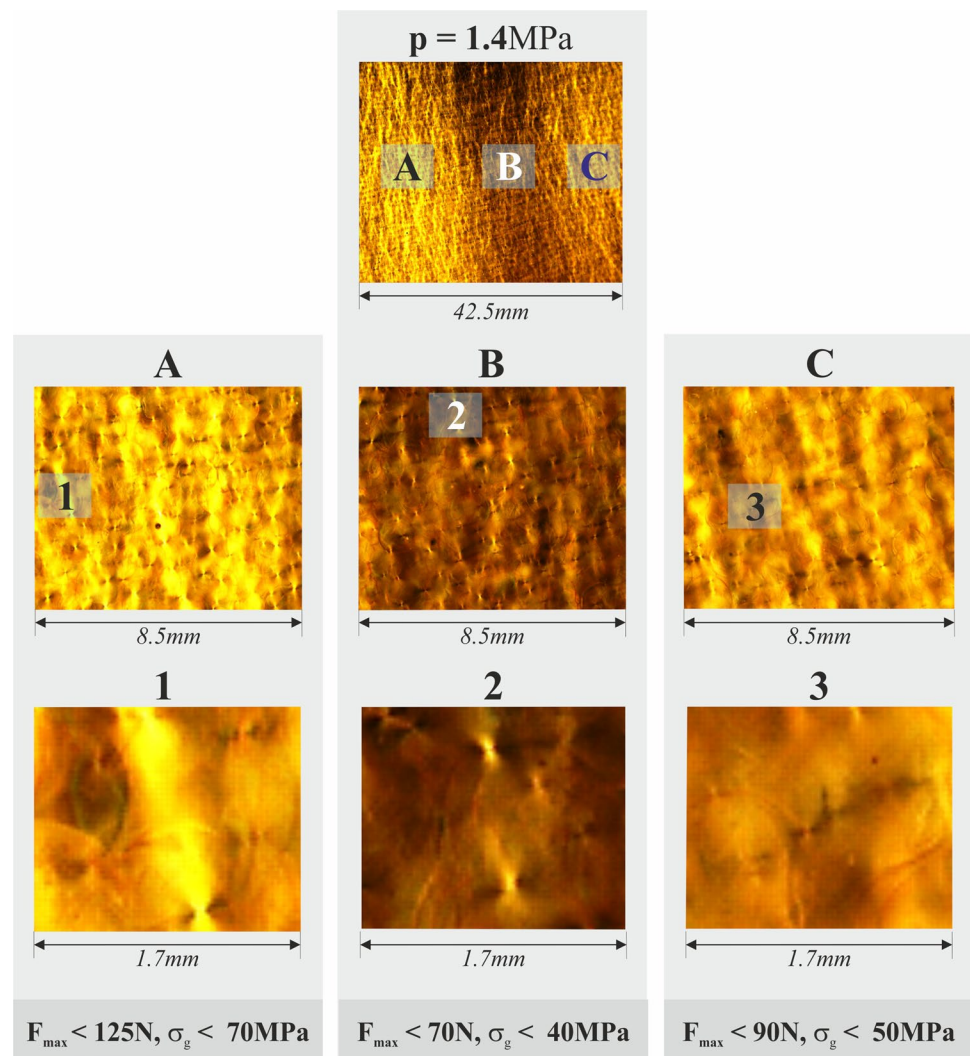 p = 1.4MPa
A B C
42.5mm
A B C
1 2 3
8.5mm 8.5mm 8.5mm
1 2 3
1.7mm 1.7mm 1.7mm
Fmax < 125N, σg < 70MPa Fmax < 70N, σg < 40MPa Fmax < 90N, σg < 50MPa